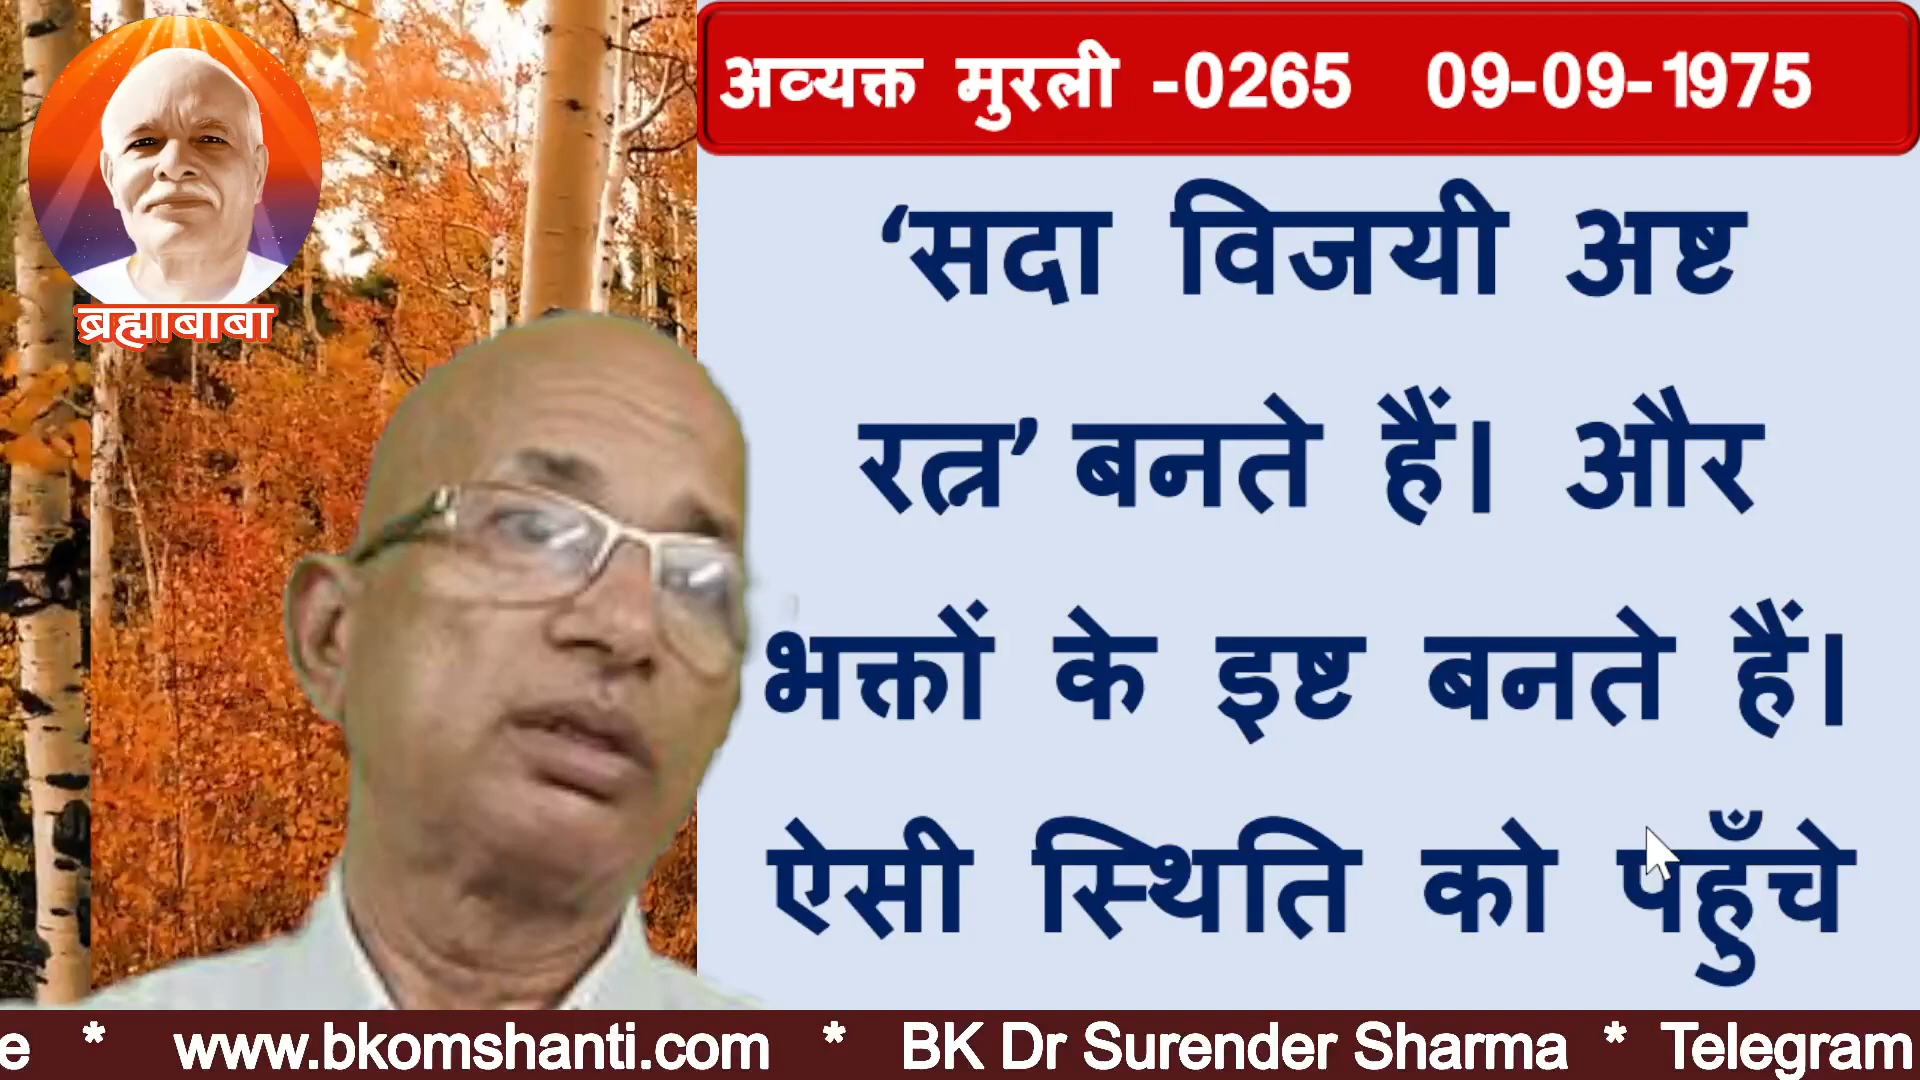 ब्रह्माबाबा
अव्यक्त मुरली -0265 09-09-1975
‘सदा विजयी अष्ट
रत्न’ बनते हैं। और
भक्तों के इष्ट बनते हैं।
ऐसी स्थिति को पहुँचे
e * www.bkomshanti.com * BK Dr Surender Sharma * Telegram